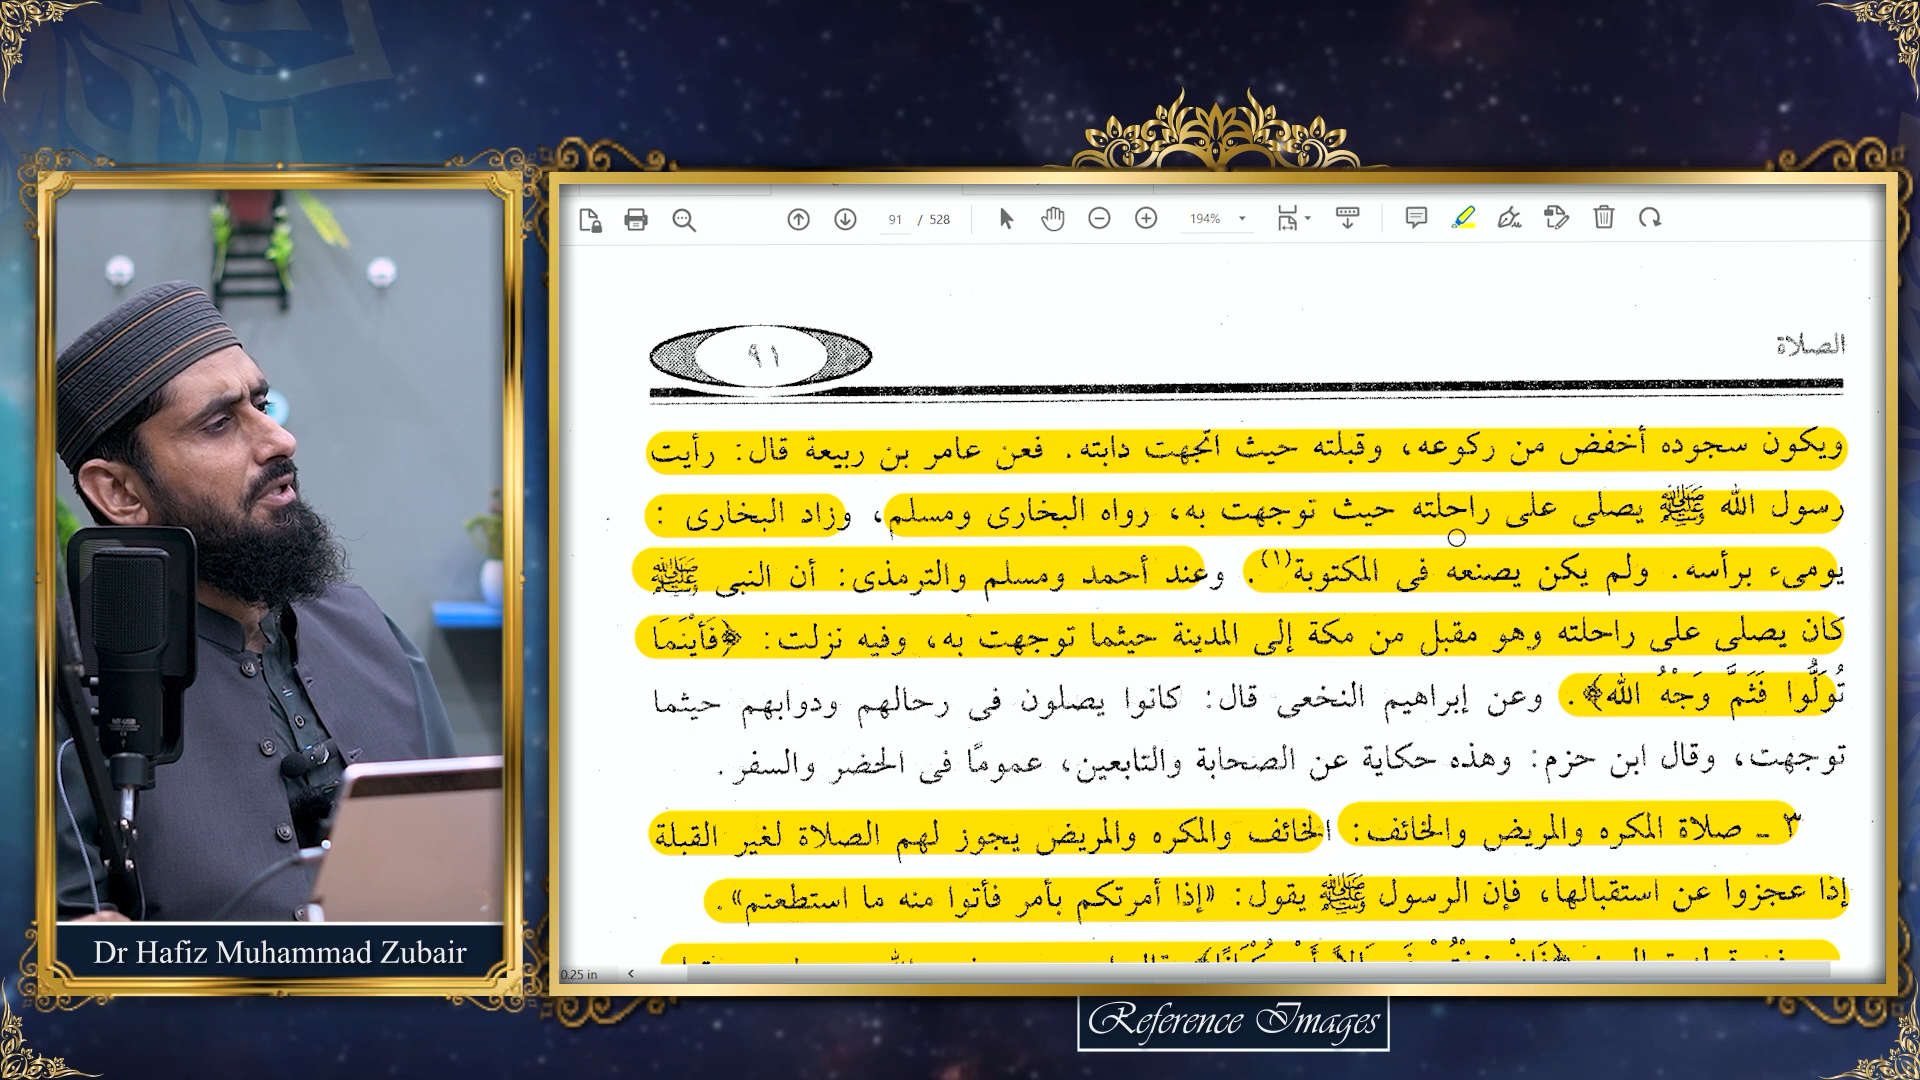 91 / 528
194%
الصلاة
٩١
ويكون سجوده أخفض من ركوعه، وقبلته حيث اتجهت دابته. فعن عامر بن ربيعة قال: رأيت
رسول الله ﷺ يصلى على راحلته حيث توجهت به، رواه البخارى ومسلم، وزاد البخارى :
يومىء برأسه. ولم يكن يصنعه فى المكتوبة(١). وعند أحمد ومسلم والترمذى: أن النبى ﷺ
كان يصلى على راحلته وهو مقبل من مكة إلى المدينة حيثما توجهت به، وفيه نزلت: ﴿فَأَيْنَمَا
تُوَلُّوا فَثَمَّ وَجْهُ الله﴾. وعن إبراهيم النخعى قال: كانوا يصلون فى رحالهم ودوابهم حيثما
توجهت، وقال ابن حزم: وهذه حكاية عن الصحابة والتابعين، عمومًا فى الحضر والسفر.
٣ ـ صلاة المكره والمريض والخائف: الخائف والمكره والمريض يجوز لهم الصلاة لغير القبلة
إذا عجزوا عن استقبالها، فإن الرسول ﷺ يقول: «إذا أمرتكم بأمر فأتوا منه ما استطعتم».
0.25 in
Dr Hafiz Muhammad Zubair
Reference Images